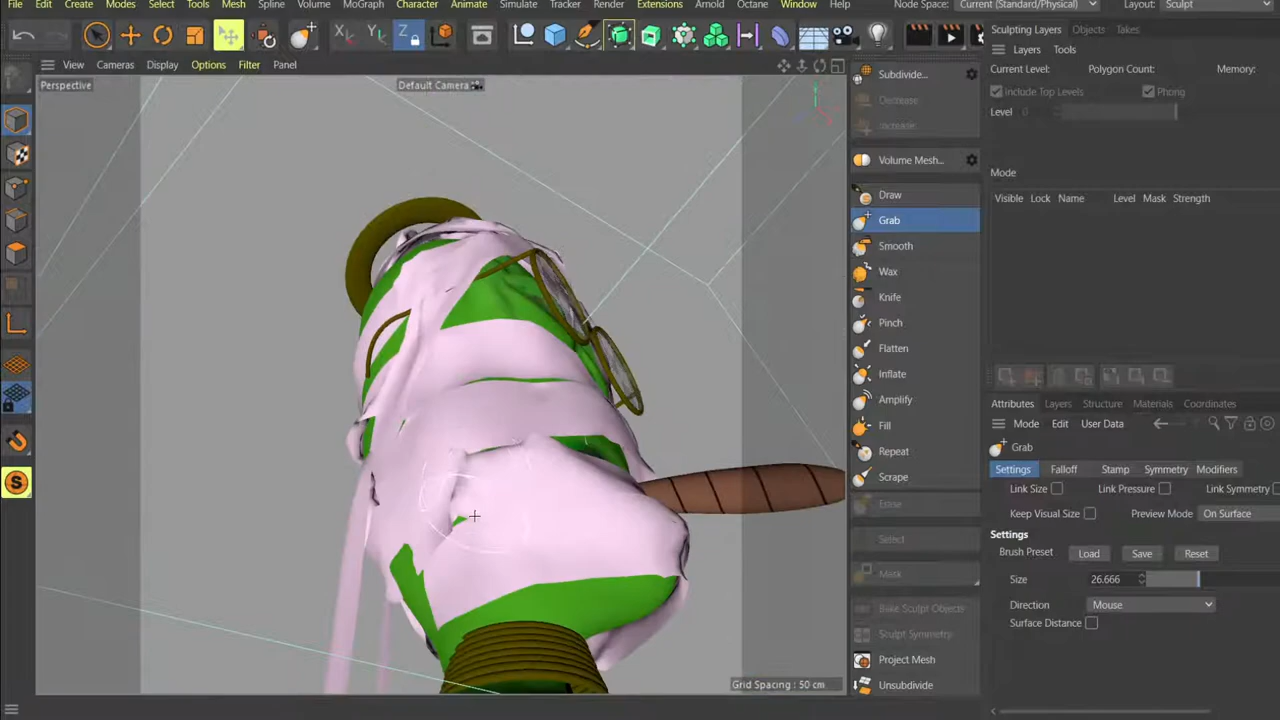 File Edit Create Modes Select Tools Mesh Spline Volume MoGraph Character Animate Simulate Tracker Render Extensions Arnold Octane Window Help Node Space: Current (Standard/Physical) Layout: Sculpt
X Y Z
View Cameras Display Options Filter Panel
Perspective
Default Camera
Grid Spacing : 50 cm
Subdivide...
Decrease
Increase
Volume Mesh...
Draw
Grab
Smooth
Wax
Knife
Pinch
Flatten
Inflate
Amplify
Fill
Repeat
Scrape
Erase
Select
Mask
Bake Sculpt Objects
Sculpt Symmetry
Project Mesh
Unsubdivide
Sculpting Layers Objects Takes
Layers Tools
Current Level: Polygon Count: Memory:
Include Top Levels Phong
Level 0
Mode
Visible Lock Name Level Mask Strength
Attributes Layers Structure Materials Coordinates
Mode Edit User Data
Grab
Settings Falloff Stamp Symmetry Modifiers
Link Size Link Pressure Link Symmetry
Keep Visual Size Preview Mode On Surface
Settings
Brush Preset Load Save Reset
Size 26.666
Direction Mouse
Surface Distance